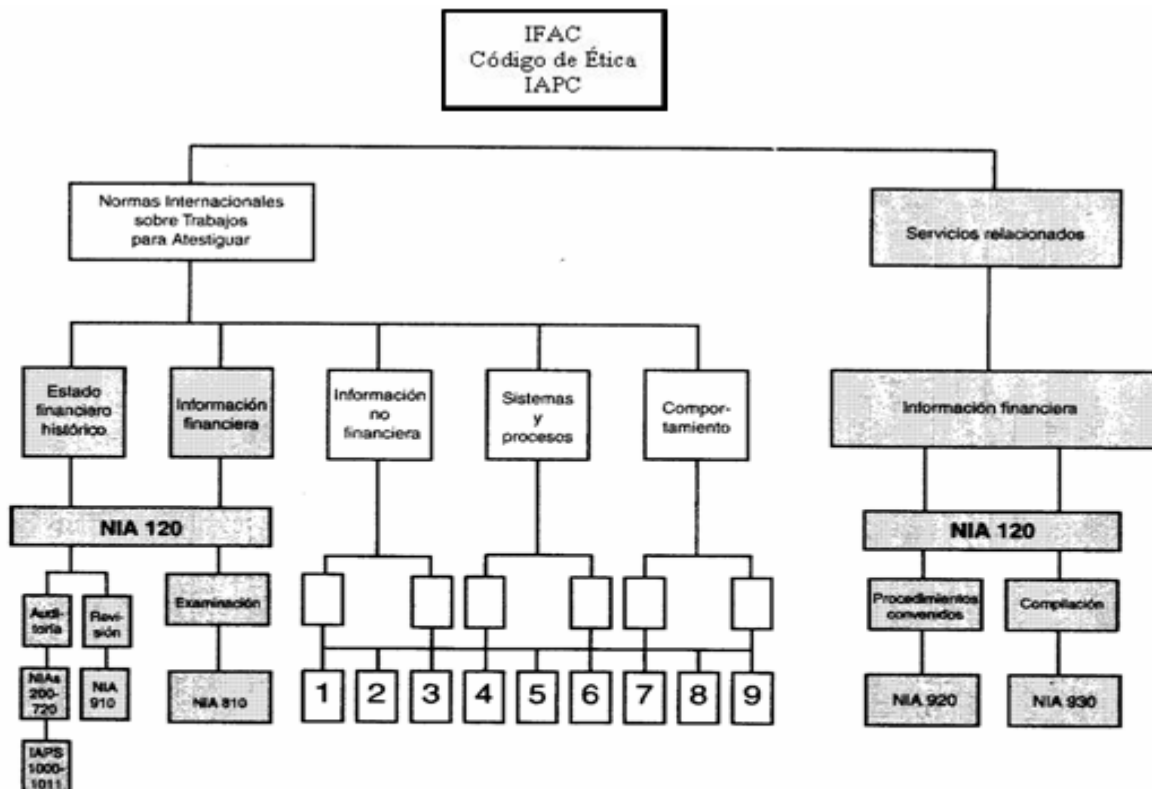 IFAC
Código de Ética
IAPC
Normas Internacionales
sobre Trabajos
para Atestiguar
Servicios relacionados
Estado
financiero
histórico
Información
financiera
Información
no
financiera
Sistemas
y
procesos
Compor-
tamiento
Información financiera
NIA 120
NIA 120
Audi-
toría
Revi-
sión
Examinación
Procedimientos
convenidos
Compilación
NIAs
200-
720
NIA
910
NIA 810
1 2 3 4 5 6 7 8 9
NIA 920
NIA 930
IAPS
1000-
1011